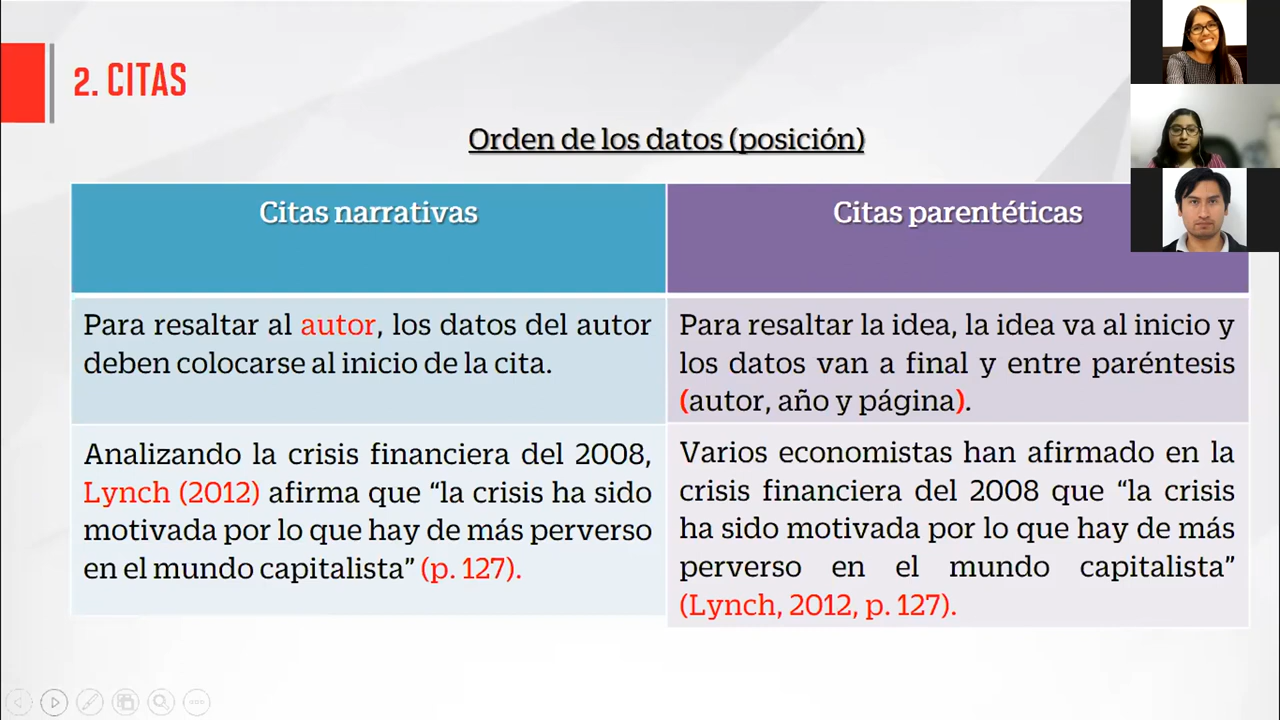 2. CITAS
Orden de los datos (posición)
Citas narrativas
Citas parentéticas
Para resaltar al autor, los datos del autor
deben colocarse al inicio de la cita.
Para resaltar la idea, la idea va al inicio y
los datos van a final y entre paréntesis
(autor, año y página).
Analizando la crisis financiera del 2008,
Lynch (2012) afirma que “la crisis ha sido
motivada por lo que hay de más perverso
en el mundo capitalista” (p. 127).
Varios economistas han afirmado en la
crisis financiera del 2008 que “la crisis
ha sido motivada por lo que hay de más
perverso en el mundo capitalista”
(Lynch, 2012, p. 127).